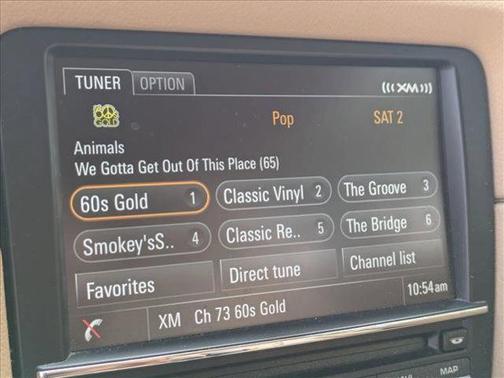 TUNER OPTION
((( XM )))
60s
GOLD
Pop SAT 2
Animals
We Gotta Get Out Of This Place (65)
60s Gold 1 Classic Vinyl 2 The Groove 3
Smokey'sS.. 4 Classic Re.. 5 The Bridge 6
Favorites Direct tune Channel list
10:54am
XM Ch 73 60s Gold
MAP